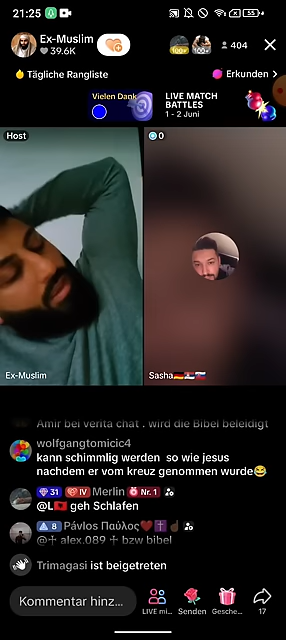 21:25
55
Ex-Muslim
39.6K
404
Tägliche Rangliste
Erkunden
Vielen Dank
LIVE MATCH
BATTLES
1 - 2 Juni
Host
0
Ex-Muslim
Sasha
Amir bei verita chat . wird die Bibel beleidigt
wolfgangtomicic4
kann schimmlig werden so wie jesus
nachdem er vom kreuz genommen wurde
31 IV Merlin Nr. 1
@L geh Schlafen
8 Pávlos Παύλος
@☥ alex.089 ☥ bzw bibel
Trimagasi ist beigetreten
Kommentar hinz...
LIVE mi...
Senden
Gesche...
17